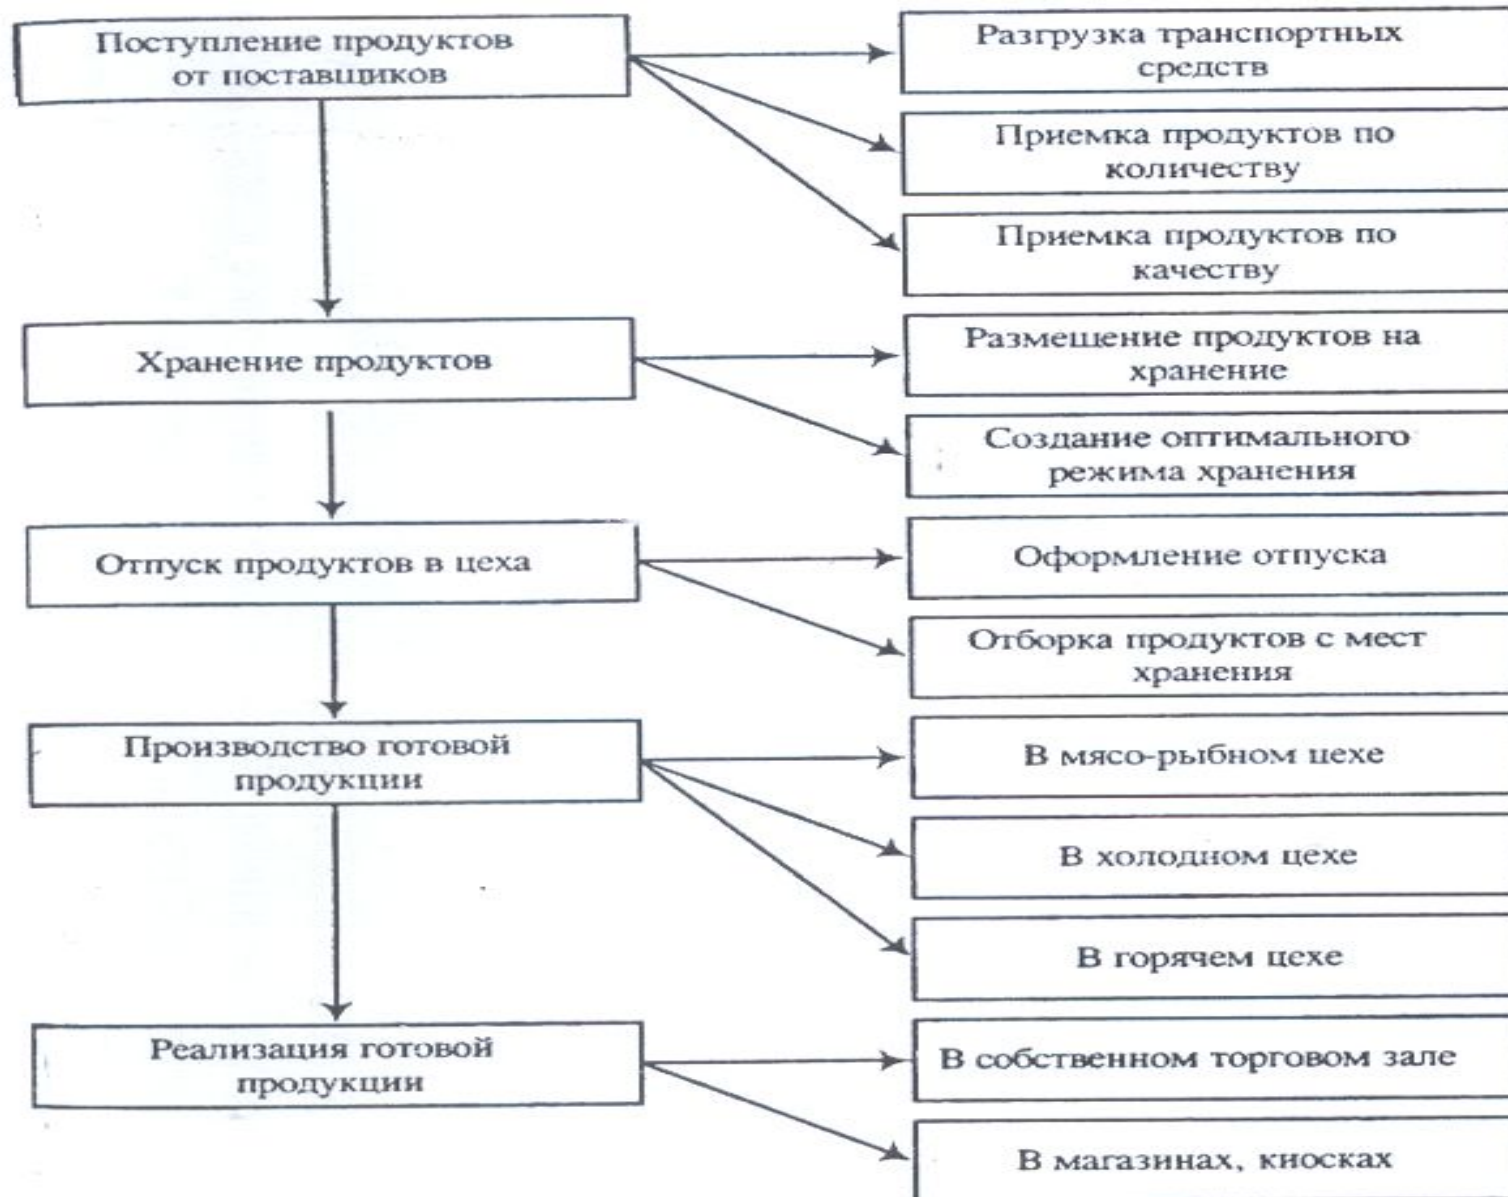 Поступление продуктов
от поставщиков
Разгрузка транспортных
средств
Приемка продуктов по
количеству
Приемка продуктов по
качеству
Хранение продуктов
Размещение продуктов на
хранение
Создание оптимального
режима хранения
Отпуск продуктов в цеха
Оформление отпуска
Отборка продуктов с мест
хранения
Производство готовой
продукции
В мясо-рыбном цехе
В холодном цехе
В горячем цехе
Реализация готовой
продукции
В собственном торговом зале
В магазинах, киосках